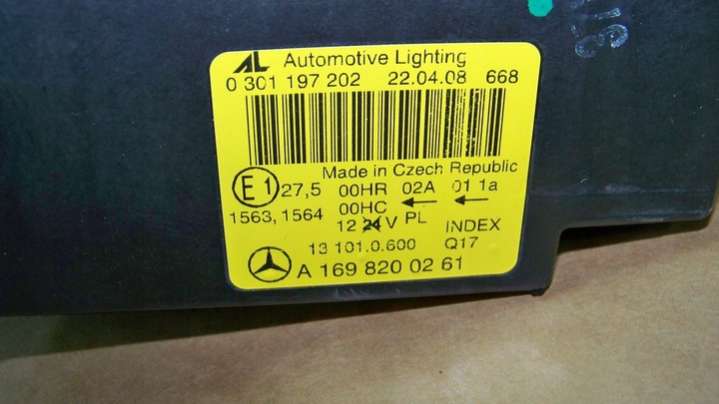 AL Automotive Lighting
0 301 197 202 22.04.08 668
Made in Czech Republic
E1 27,5 00HR 02A 01 1a
1563, 1564 00HC ← ←
12 24 V PL INDEX
13 101.0.600 Q17
A 169 820 02 61